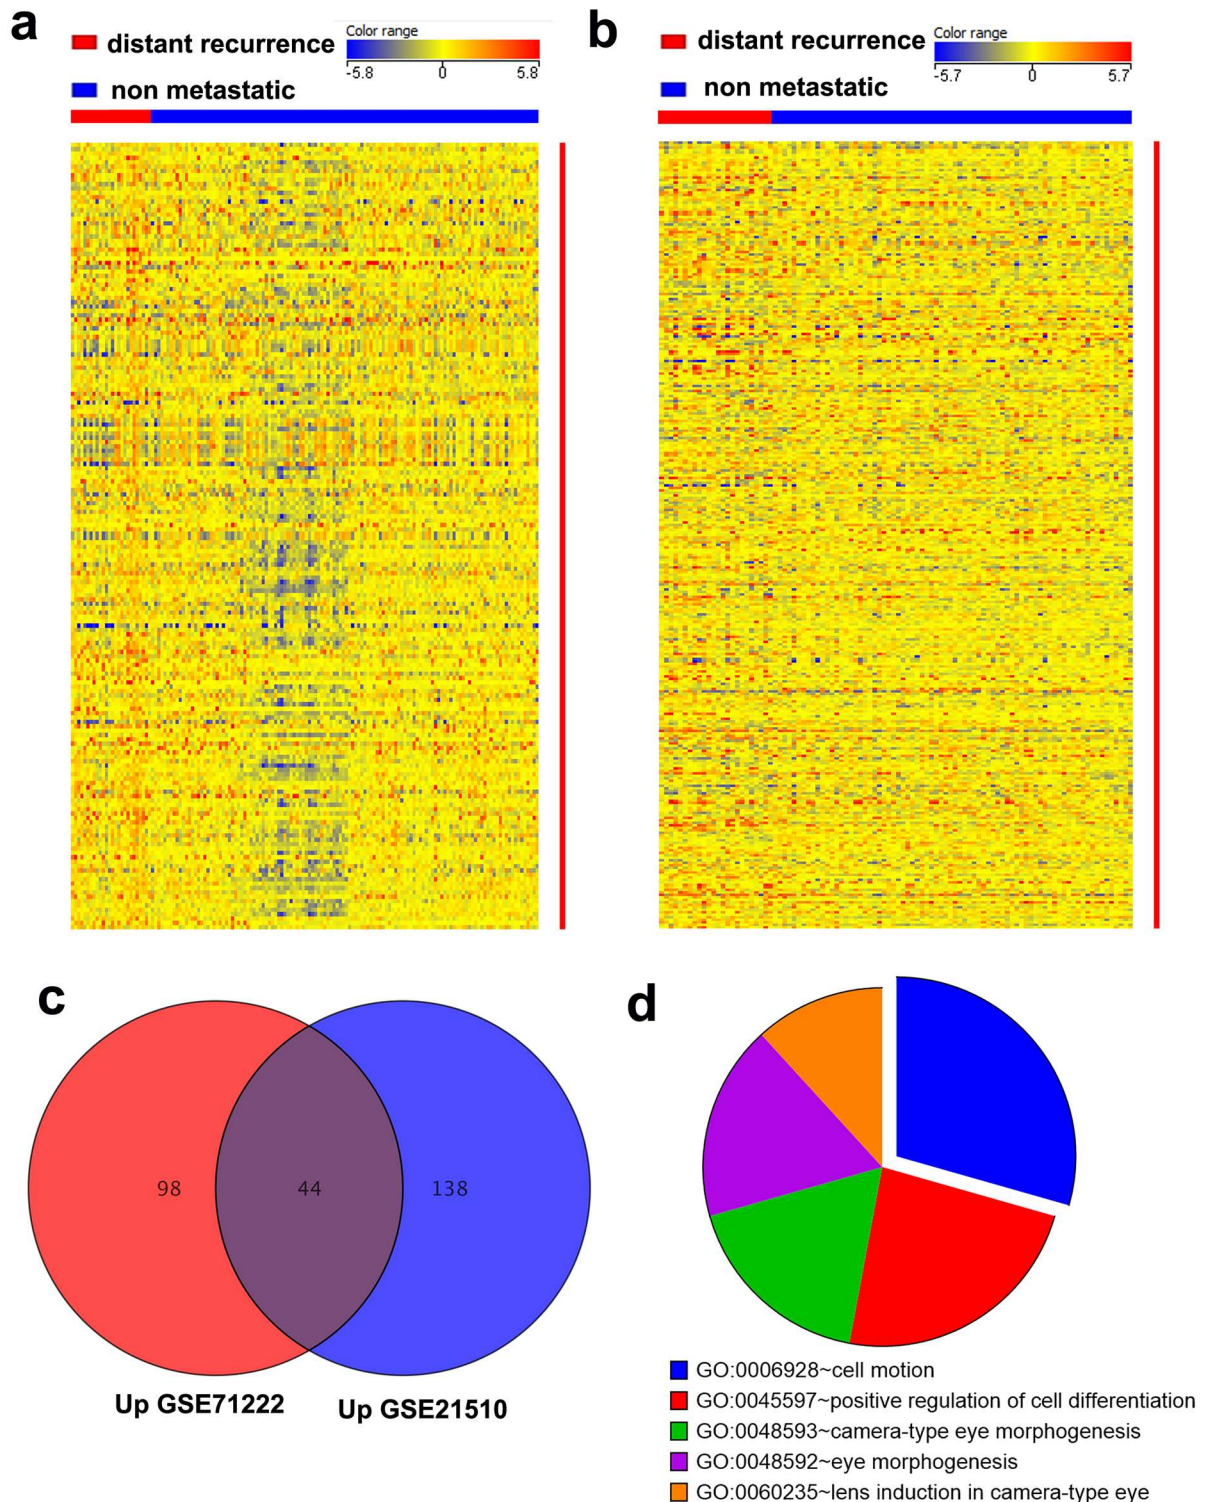 a
distant recurrence
Color range
-5.8 0 5.8
non metastatic
b
distant recurrence
Color range
-5.7 0 5.7
non metastatic
c
98 44 138
Up GSE71222 Up GSE21510
d
GO:0006928~cell motion
GO:0045597~positive regulation of cell differentiation
GO:0048593~camera-type eye morphogenesis
GO:0048592~eye morphogenesis
GO:0060235~lens induction in camera-type eye